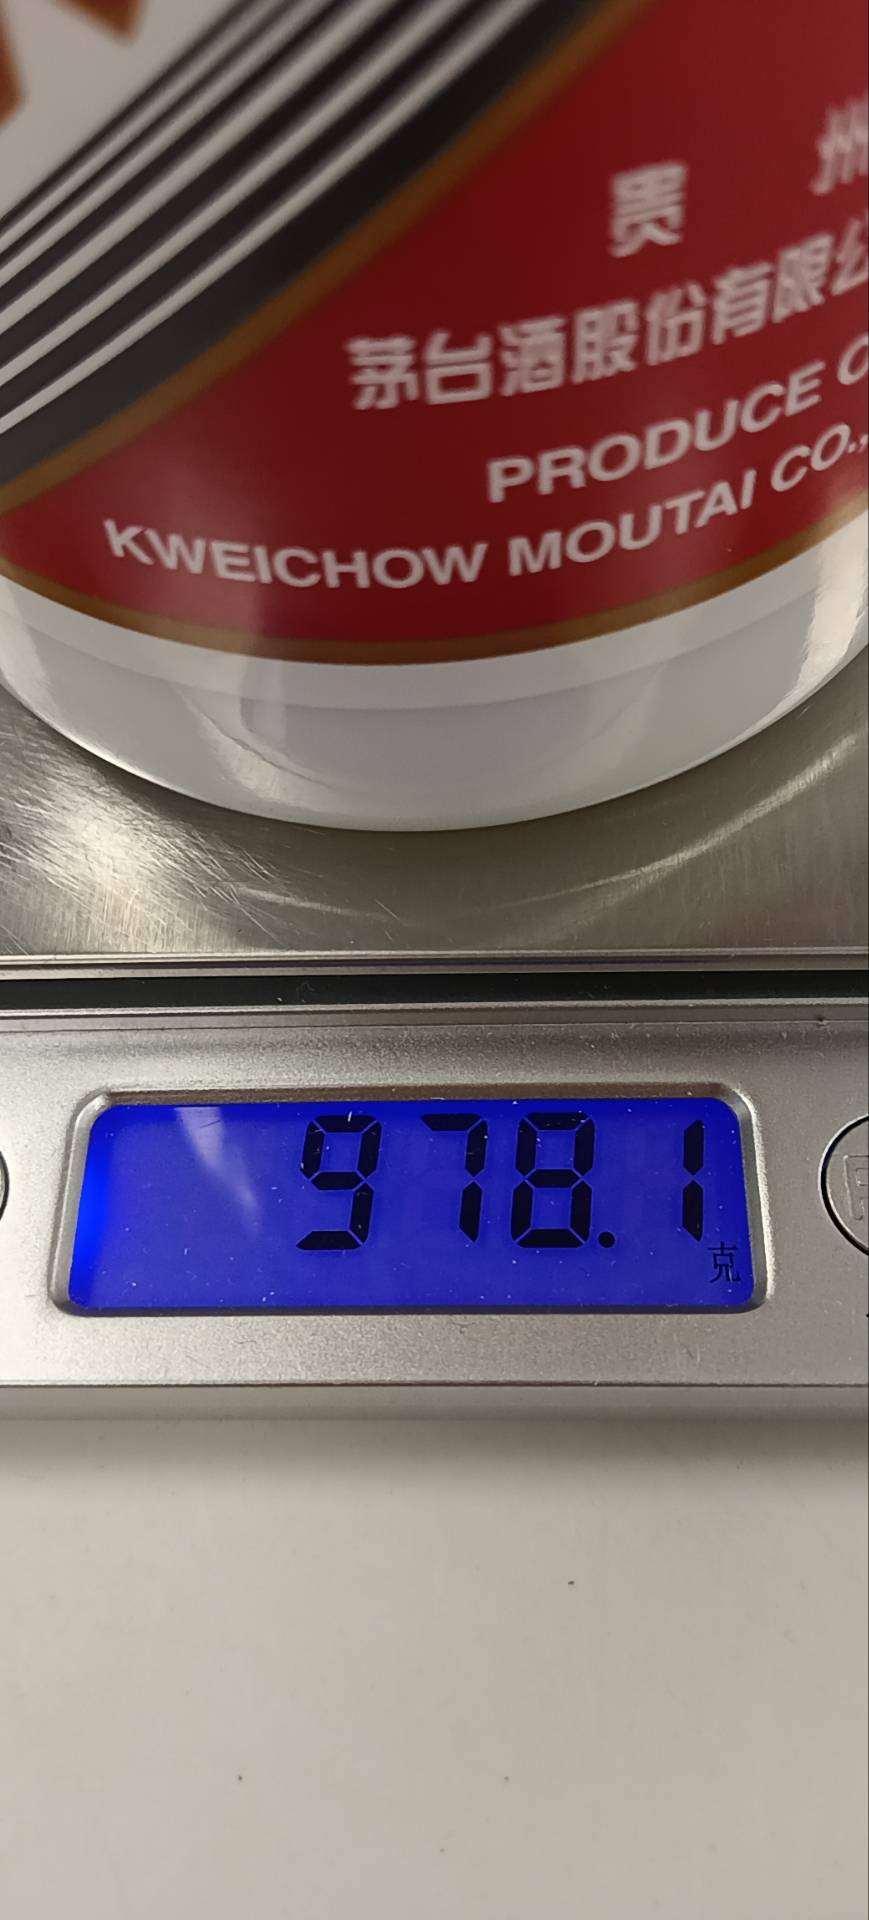 贵 州
茅台酒股份有限公
PRODUCE O
KWEICHOW MOUTAI CO.,
978.1
克